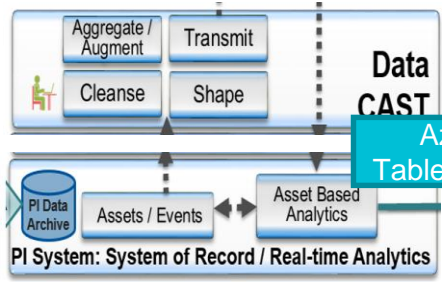 Aggregate /
Augment
Transmit
Cleanse
Shape
Data
CAST
Table
PI Data
Archive
Assets / Events
Asset Based
Analytics
PI System: System of Record / Real-time Analytics